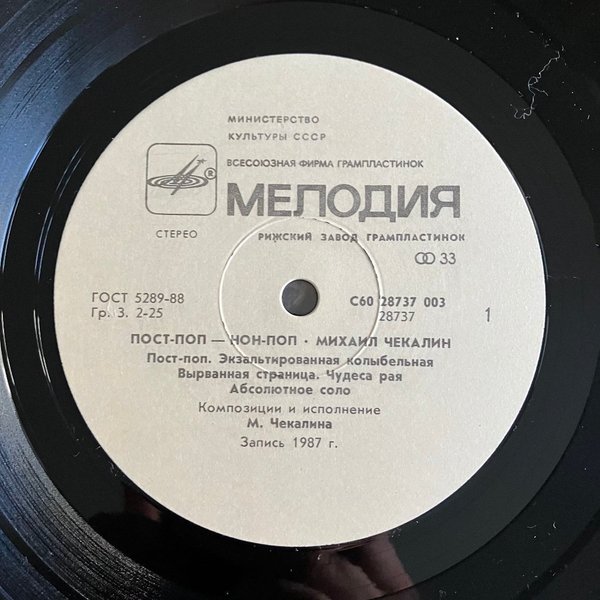 МИНИСТЕРСТВО
КУЛЬТУРЫ СССР
ВСЕСОЮЗНАЯ ФИРМА ГРАМПЛАСТИНОК
®
МЕЛОДИЯ
СТЕРЕО
РИЖСКИЙ ЗАВОД ГРАМПЛАСТИНОК
33
ГОСТ 5289-88
Гр. 3. 2-25
С60 28737 003
28737
1
ПОСТ-ПОП — НОН-ПОП · МИХАИЛ ЧЕКАЛИН
Пост-поп. Экзальтированная колыбельная
Вырванная страница. Чудеса рая
Абсолютное соло
Композиции и исполнение
М. Чекалина
Запись 1987 г.